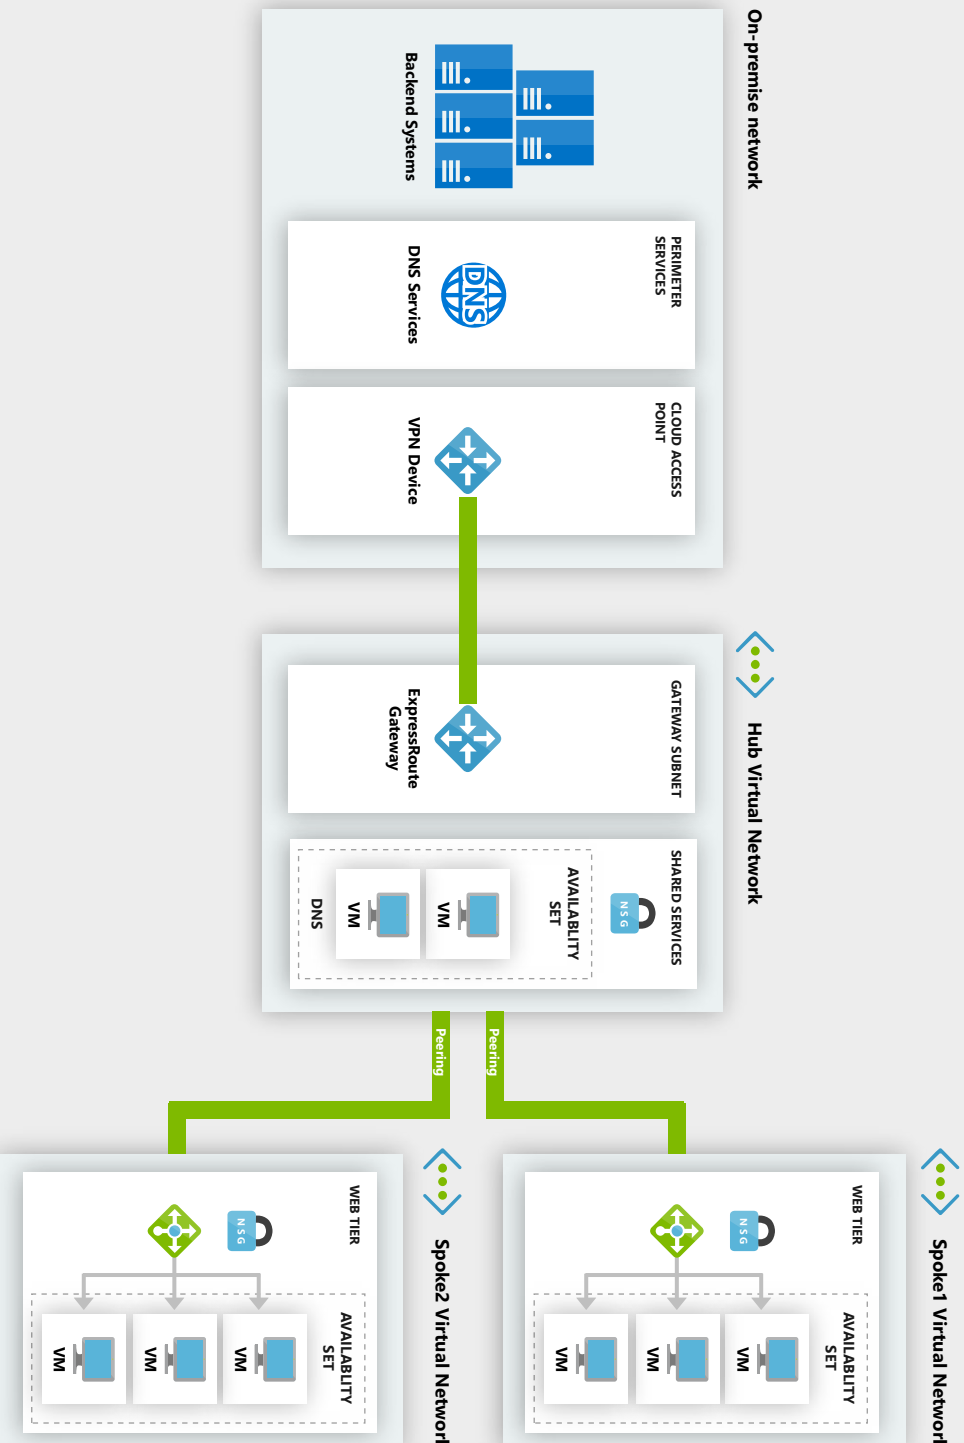 On-premise network
Backend Systems
PERIMETER
SERVICES
DNS
DNS Services
CLOUD ACCESS
POINT
VPN Device
Hub Virtual Network
GATEWAY SUBNET
ExpressRoute
Gateway
SHARED SERVICES
NSG
AVAILABLITY
SET
VM
VM
DNS
Peering
Peering
Spoke1 Virtual Network
WEB TIER
NSG
AVAILABLITY
SET
VM
VM
VM
Spoke2 Virtual Network
WEB TIER
NSG
AVAILABLITY
SET
VM
VM
VM